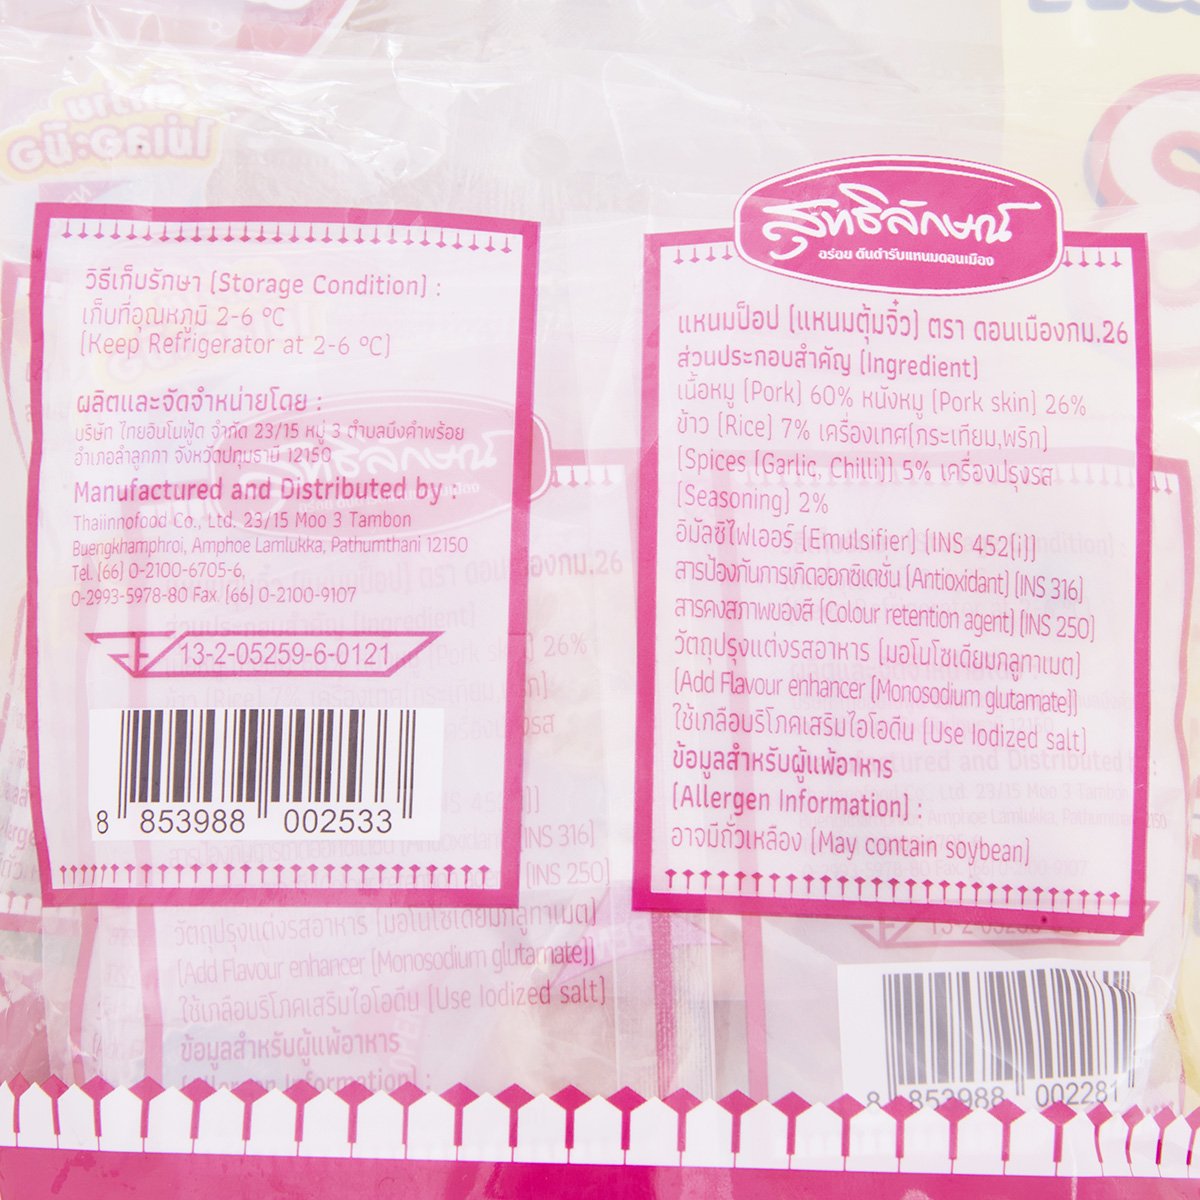 วิธีเก็บรักษา (Storage Condition) :
เก็บที่อุณหภูมิ 2-6 °C
(Keep Refrigerator at 2-6 °C)
ผลิตและจัดจำหน่ายโดย :
บริษัท ไทยอินโนฟู้ด จำกัด 23/15 หมู่ 3 ตำบลบึงคำพร้อย
อำเภอลำลูกกา จังหวัดปทุมธานี 12150
Manufactured and Distributed by :
Thaiinnofood Co., Ltd. 23/15 Moo 3 Tambon
Buengkhamphroi, Amphoe Lamlukka, Pathumthani 12150
Tel. (66) 0-2100-6705-6,
0-2993-5978-80 Fax. (66) 0-2100-9107
13-2-05259-6-0121
8 853988 002533
สุทธิลักษณ์
อร่อย ต้นตำรับแหนมดอนเมือง
แหนมป็อป (แหนมตุ้มจิ๋ว) ตรา ดอนเมืองกม.26
ส่วนประกอบสำคัญ (Ingredient)
เนื้อหมู (Pork) 60% หนังหมู (Pork skin) 26%
ข้าว (Rice) 7% เครื่องเทศ(กระเทียม,พริก)
(Spices (Garlic, Chilli)) 5% เครื่องปรุงรส
(Seasoning) 2%
อิมัลซิไฟเออร์ (Emulsifier) (INS 452(i))
สารป้องกันการเกิดออกซิเดชั่น (Antioxidant) (INS 316)
สารคงสภาพของสี (Colour retention agent) (INS 250)
วัตถุปรุงแต่งรสอาหาร (มอโนโซเดียมกลูทาเมต)
(Add Flavour enhancer (Monosodium glutamate))
ใช้เกลือบริโภคเสริมไอโอดีน (Use Iodized salt)
ข้อมูลสำหรับผู้แพ้อาหาร
(Allergen Information) :
อาจมีถั่วเหลือง (May contain soybean)
(INS 316)
(INS 250)
วัตถุปรุงแต่งรสอาหาร (มอโนโซเดียมกลูทาเมต)
(Add Flavour enhancer (Monosodium glutamate))
ใช้เกลือบริโภคเสริมไอโอดีน (Use Iodized salt)
ข้อมูลสำหรับผู้แพ้อาหาร
(Allergen Information) :
8 853988 002281